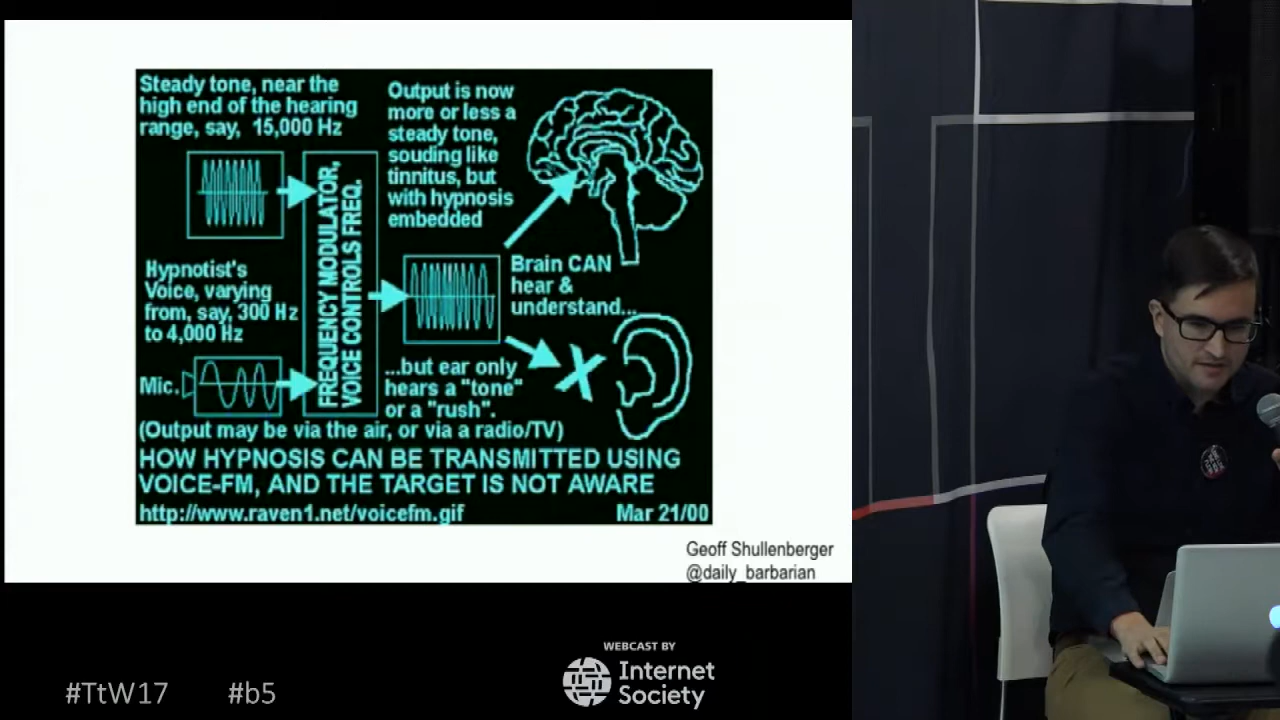 Steady tone, near the
high end of the hearing
range, say, 15,000 Hz
Output is now
more or less a
steady tone,
souding like
tinnitus, but
with hypnosis
embedded
FREQUENCY MODULATOR,
VOICE CONTROLS FREQ.
Hypnotist's
Voice, varying
from, say, 300 Hz
to 4,000 Hz
Mic.
Brain CAN
hear &
understand...
X
...but ear only
hears a "tone"
or a "rush".
(Output may be via the air, or via a radio/TV)
HOW HYPNOSIS CAN BE TRANSMITTED USING
VOICE-FM, AND THE TARGET IS NOT AWARE
http://www.raven1.net/voicefm.gif Mar 21/00
Geoff Shullenberger
@daily_barbarian
WEBCAST BY
Internet
Society
#TtW17 #b5